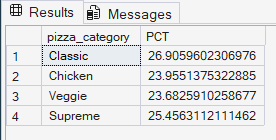 Results Messages
pizza_category PCT
1 Classic 26.9059602306976
2 Chicken 23.9551375322885
3 Veggie 23.6825910258677
4 Supreme 25.4563112111462